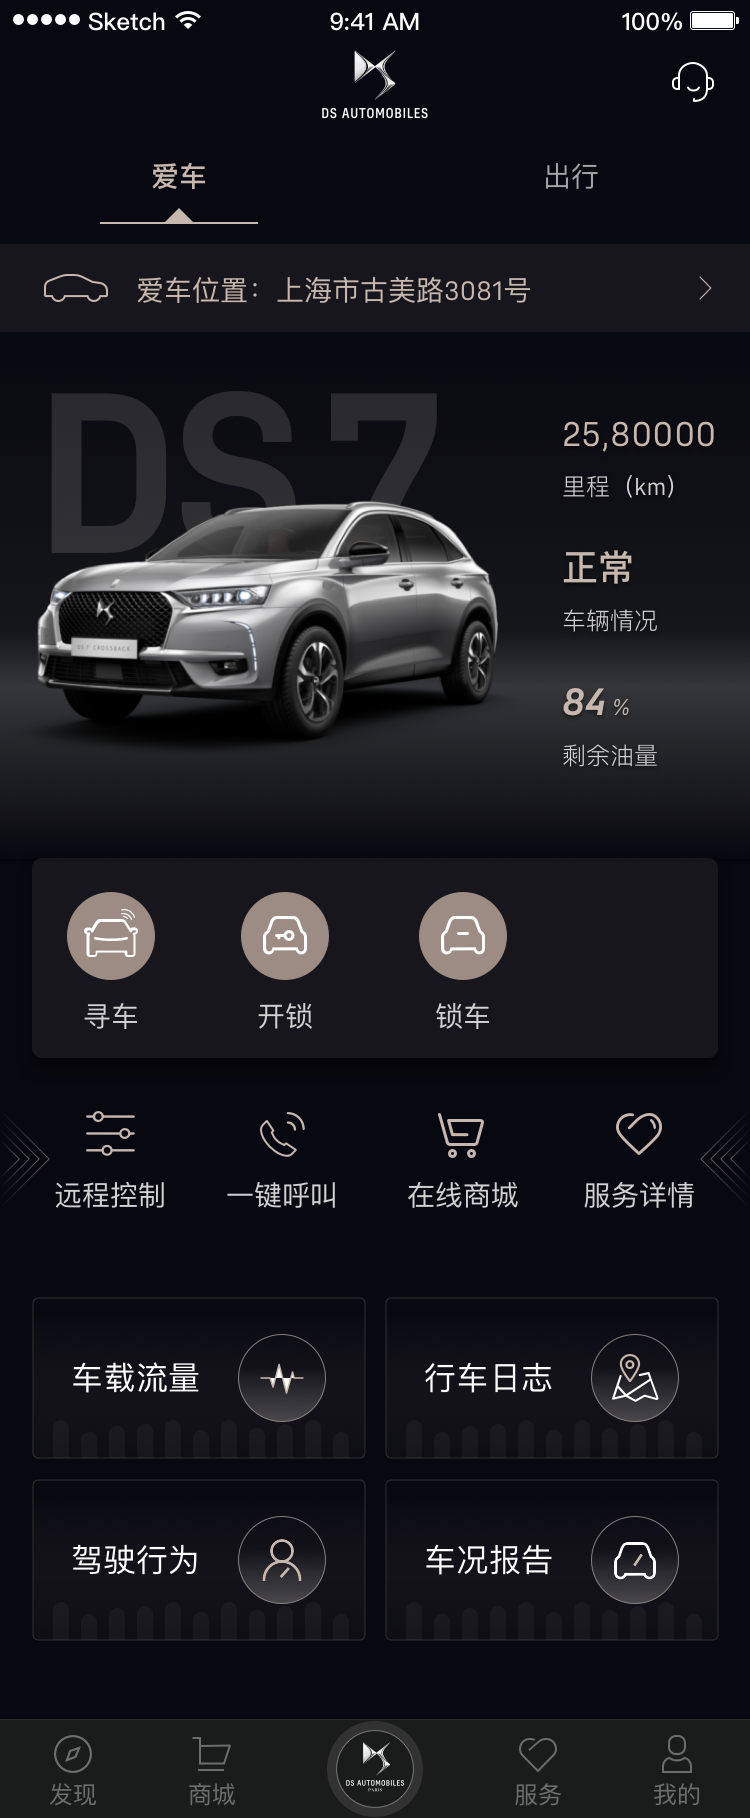 Sketch 9:41 AM 100%
DS AUTOMOBILES
爱车 出行
爱车位置：上海市古美路3081号
DS 7
25,80000
里程（km）
正常
车辆情况
DS 7 CROSSBACK
84 %
剩余油量
寻车 开锁 锁车
远程控制 一键呼叫 在线商城 服务详情
车载流量 行车日志
驾驶行为 车况报告
DS AUTOMOBILES
PARIS
发现 商城 服务 我的